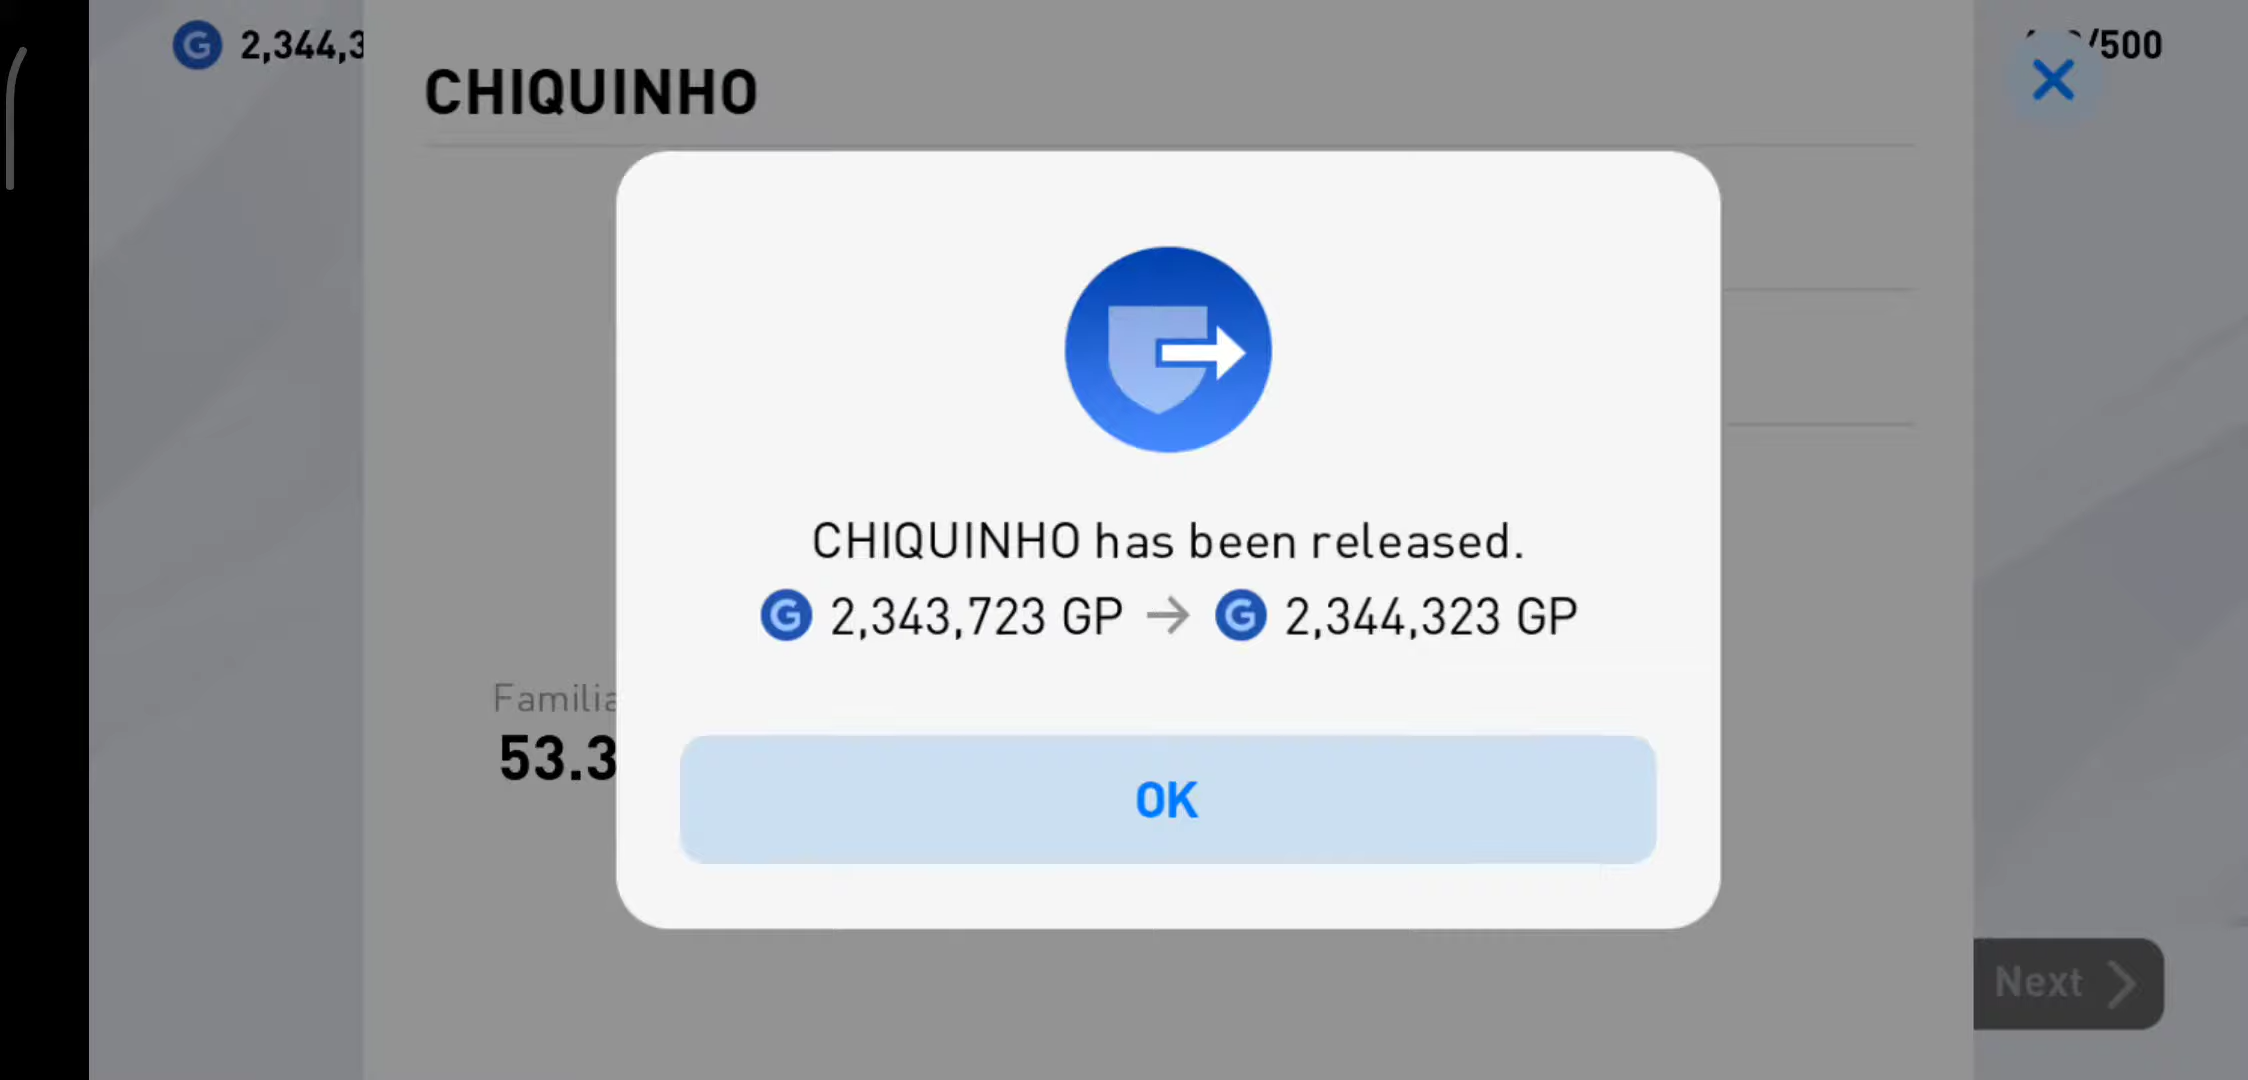 2,344,3
/500
CHIQUINHO
CHIQUINHO has been released.
G 2,343,723 GP → G 2,344,323 GP
Familia
53.3
OK
Next